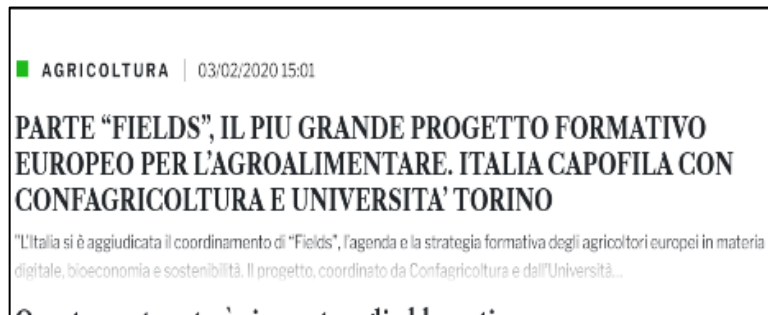 AGRICOLTURA | 03/02/2020 15:01
PARTE “FIELDS”, IL PIU GRANDE PROGETTO FORMATIVO
EUROPEO PER L’AGROALIMENTARE. ITALIA CAPOFILA CON
CONFAGRICOLTURA E UNIVERSITA’ TORINO
"L'Italia si è aggiudicata il coordinamento di “Fields”, l'agenda e la strategia formativa degli agricoltori europei in materia
digitale, bioeconomia e sostenibilità. Il progetto, coordinato da Confagricoltura e dall'Università...